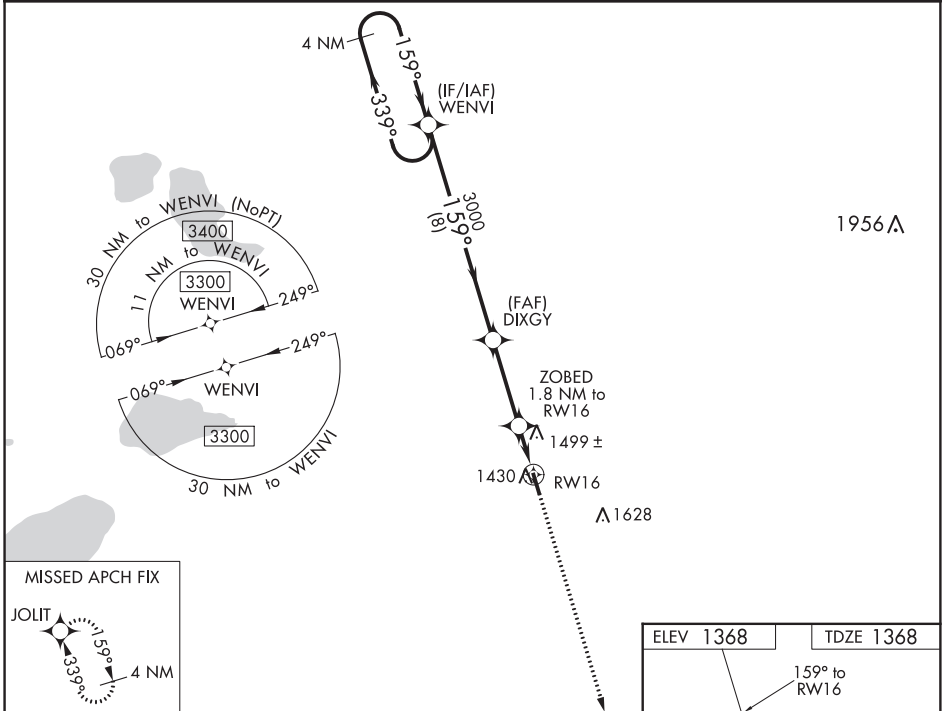 4 NM
159°
339°
(IF/IAF)
WENVI
3000
159°
(8)
1956
30 NM to WENVI (NoPT)
3400
11 NM to WENVI
3300
WENVI
249°
069°
(FAF)
DIXGY
249°
069°
WENVI
3300
30 NM to WENVI
ZOBED
1.8 NM to
RW16
1499 ±
1430
RW16
1628
MISSED APCH FIX
JOLIT
159°
339°
4 NM
ELEV 1368
TDZE 1368
159° to
RW16